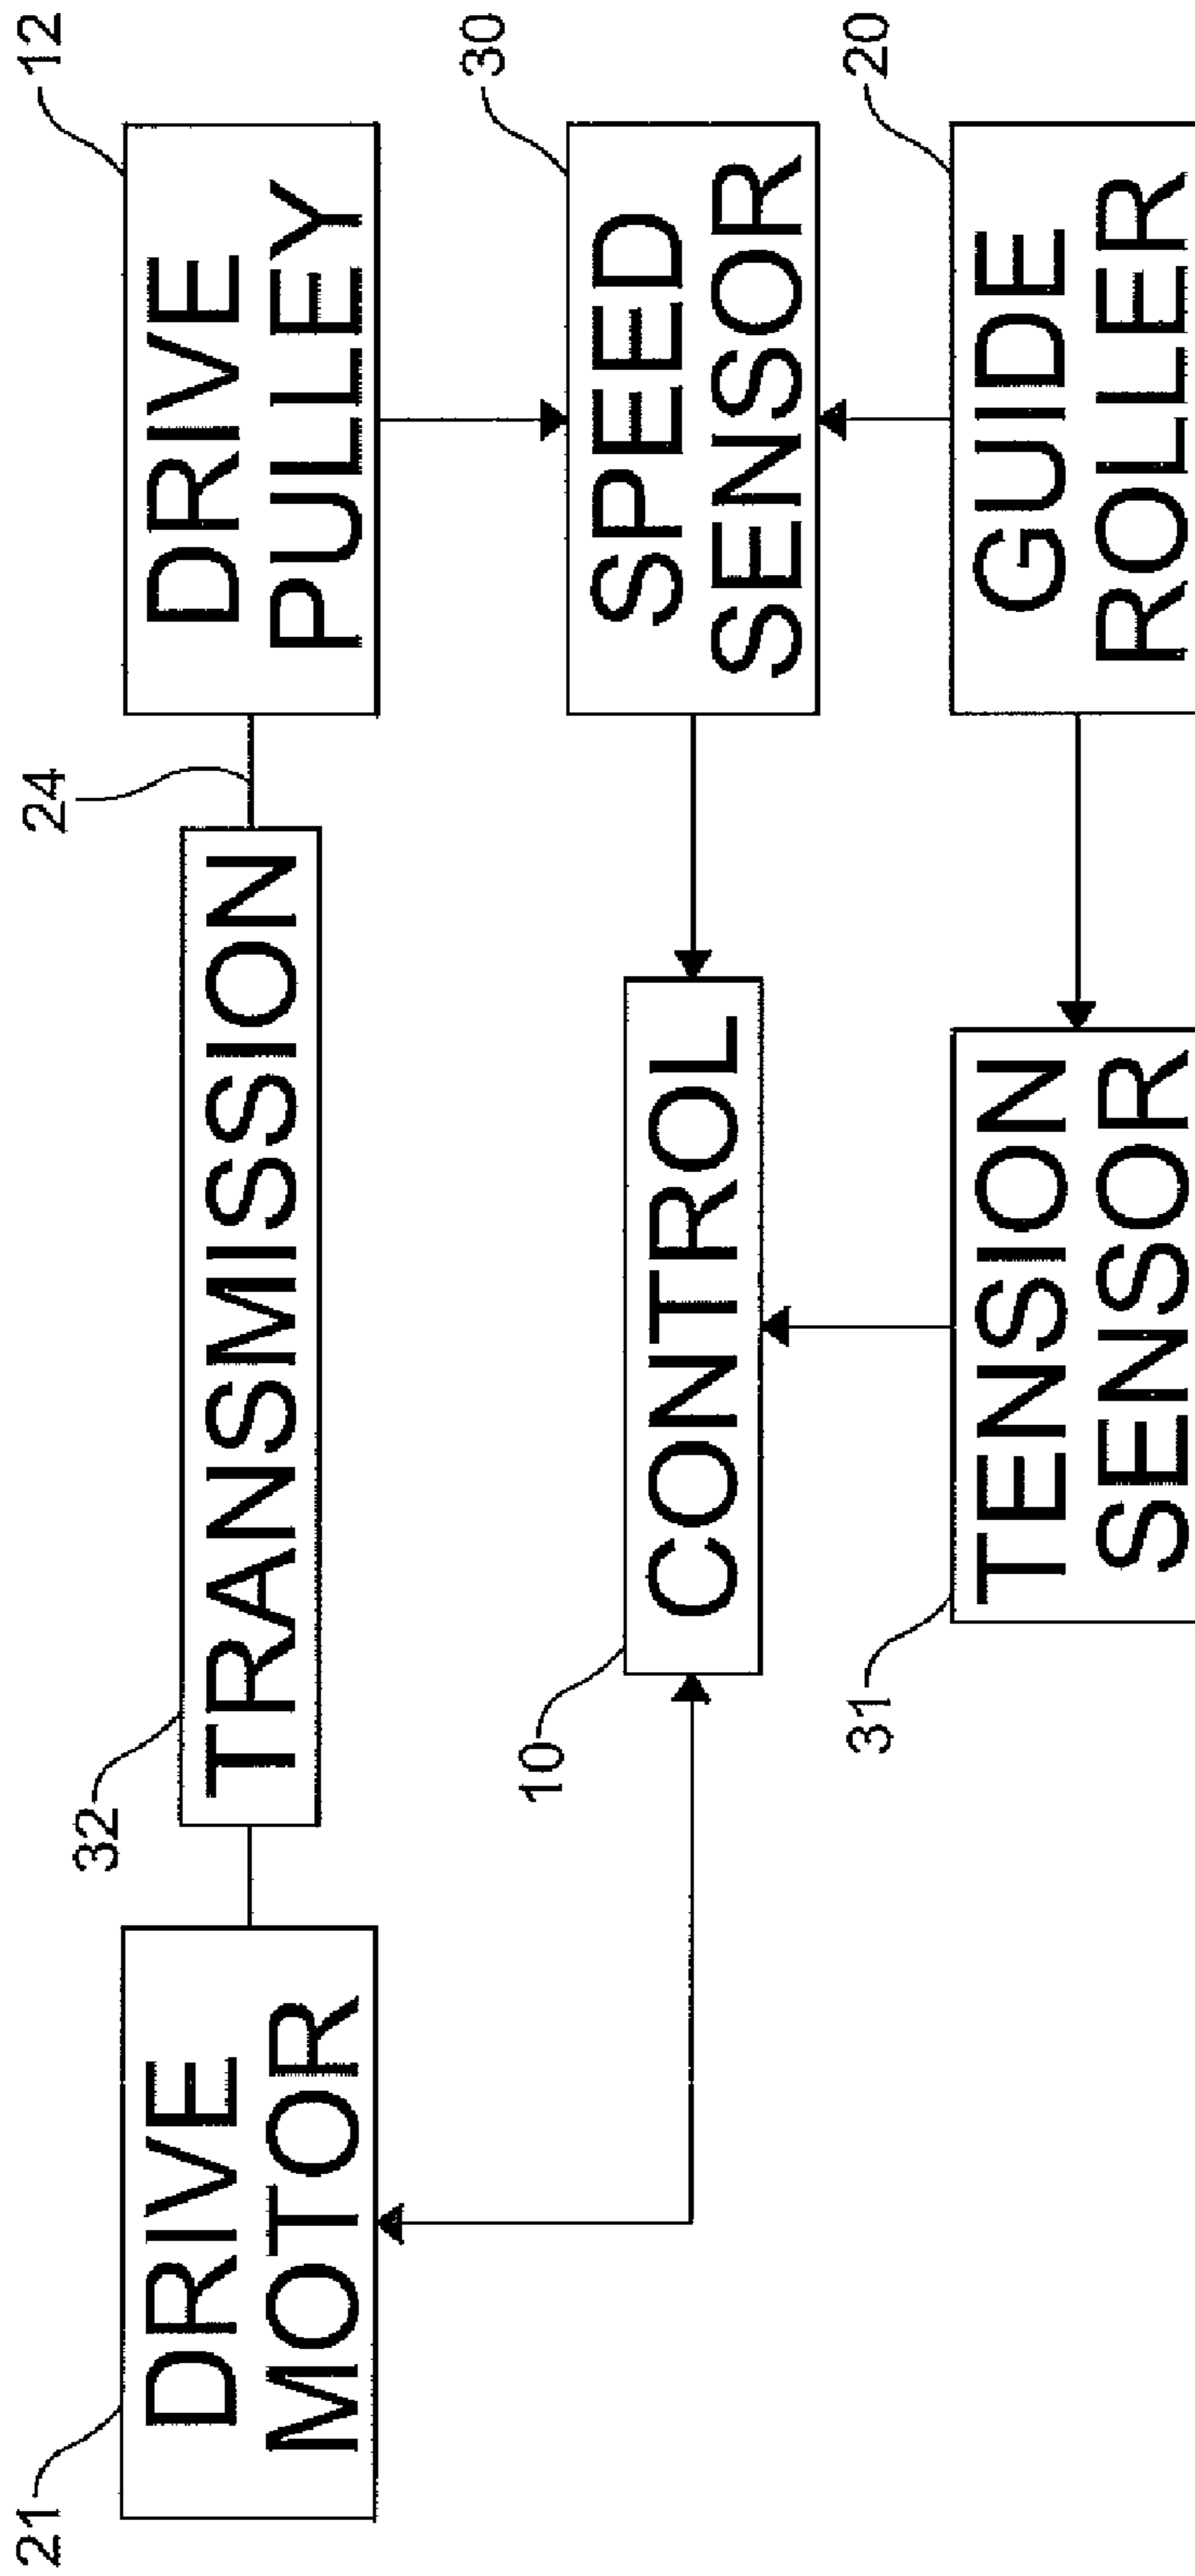 21
DRIVE
MOTOR
32
TRANSMISSION
24
12
DRIVE
PULLEY
10
CONTROL
30
SPEED
SENSOR
31
TENSION
SENSOR
20
GUIDE
ROLLER